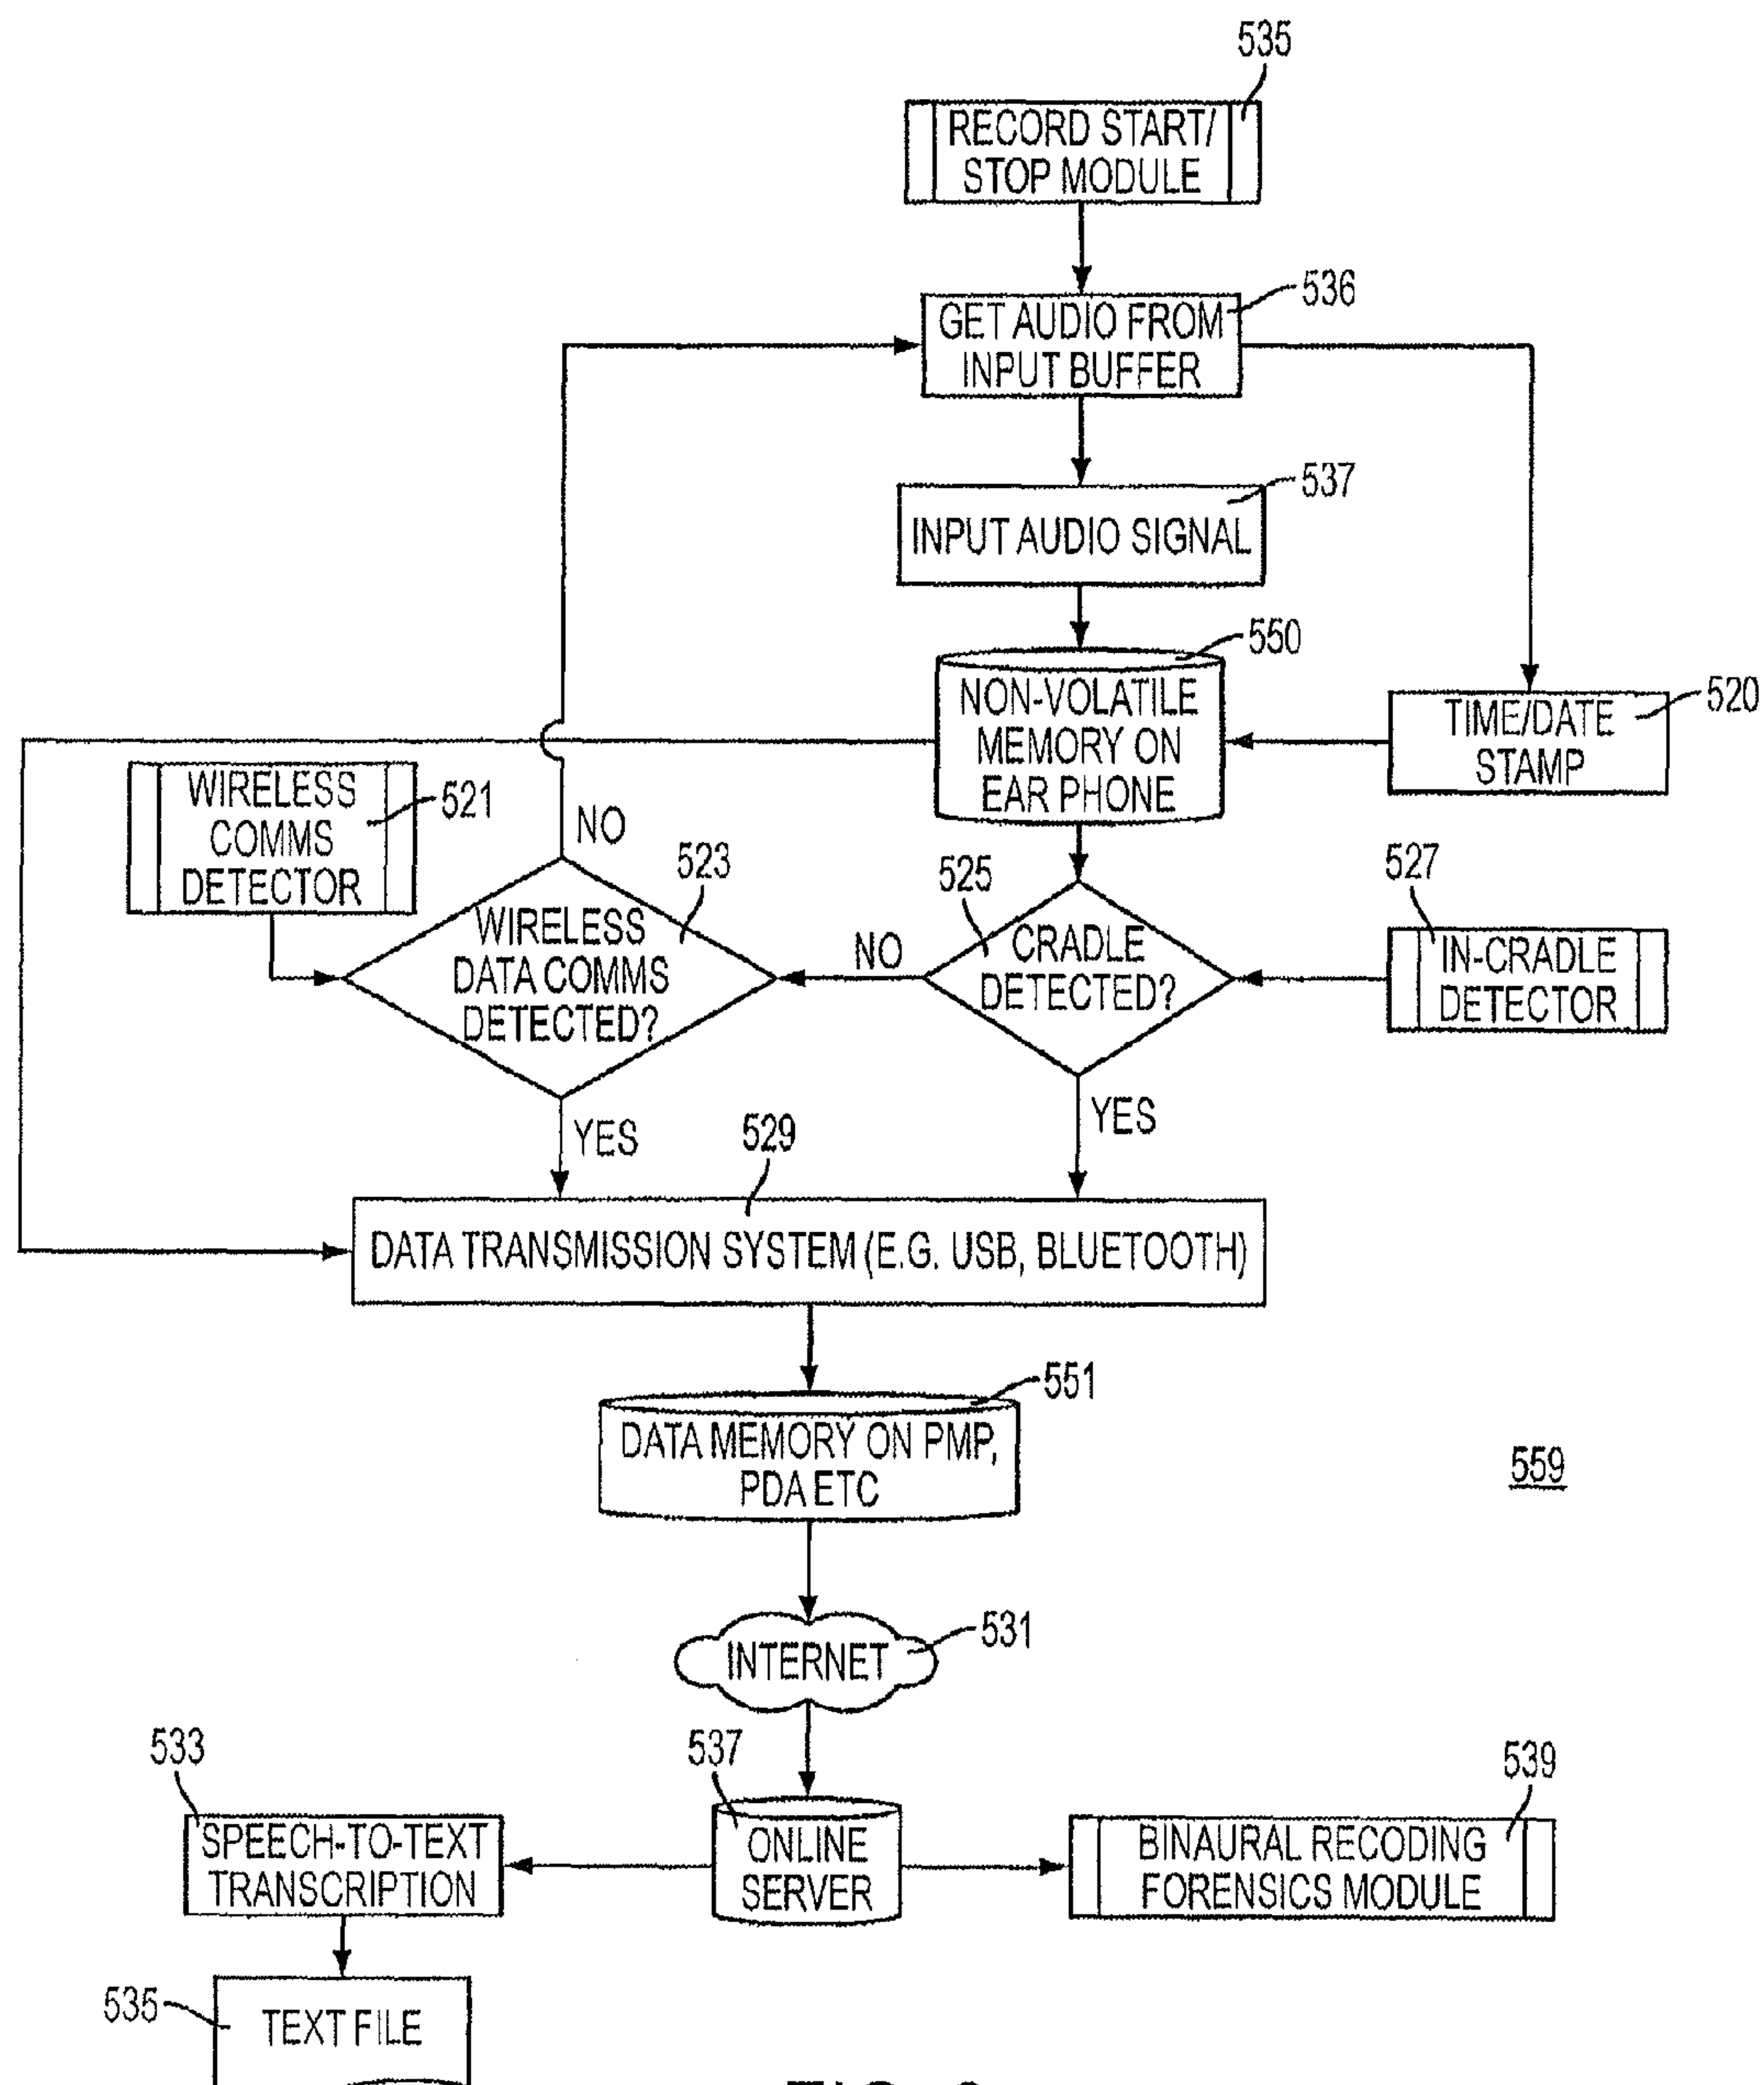 535
RECORD START/
STOP MODULE
536
GET AUDIO FROM
INPUT BUFFER
537
INPUT AUDIO SIGNAL
550
NON-VOLATILE
MEMORY ON
EAR PHONE
520
TIME/DATE
STAMP
WIRELESS
COMMS
DETECTOR
521
NO
523
WIRELESS
DATA COMMS
DETECTED?
NO
525
CRADLE
DETECTED?
527
IN-CRADLE
DETECTOR
YES
YES
529
DATA TRANSMISSION SYSTEM (E.G. USB, BLUETOOTH)
551
DATA MEMORY ON PMP,
PDA ETC
559
INTERNET
531
533
SPEECH-TO-TEXT
TRANSCRIPTION
537
ONLINE
SERVER
539
BINAURAL RECODING
FORENSICS MODULE
535
TEXT FILE